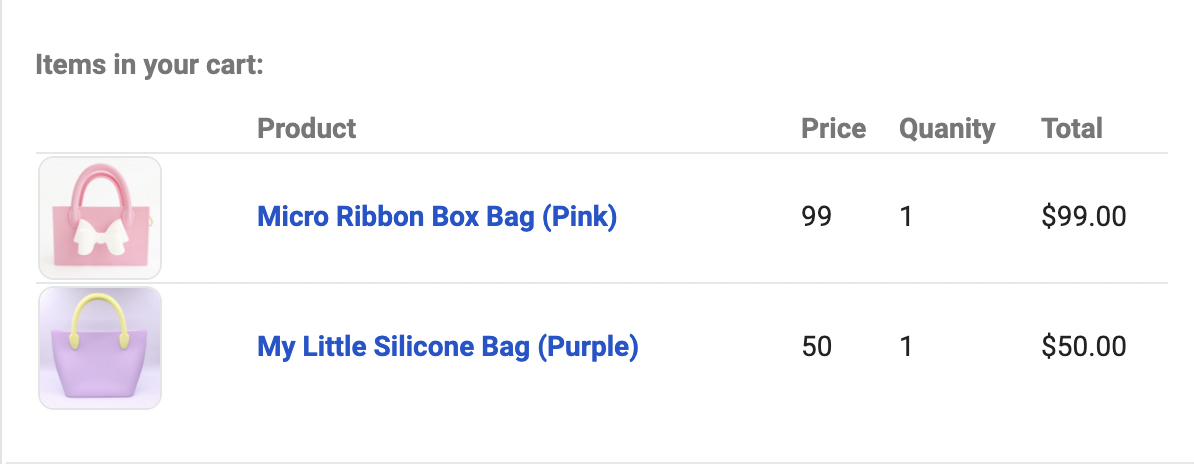 Items in your cart:
Product Price Quanity Total
Micro Ribbon Box Bag (Pink) 99 1 $99.00
My Little Silicone Bag (Purple) 50 1 $50.00